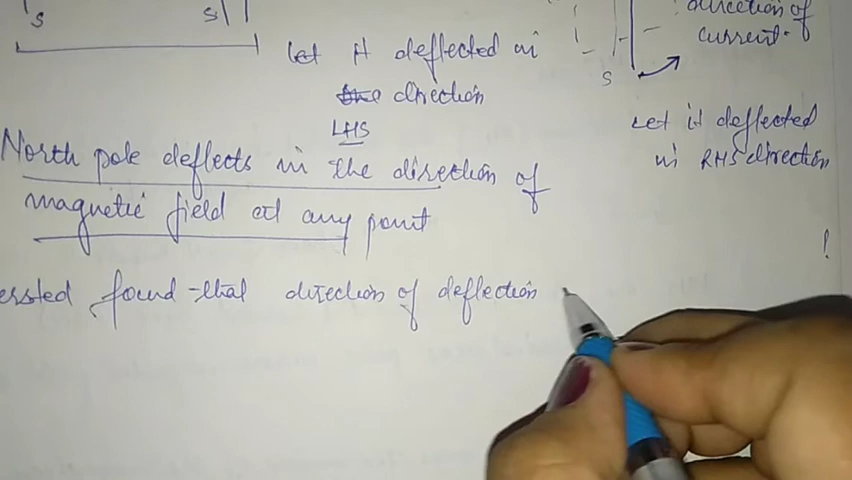 S S
direction of
current.
S
let it deflected in
direction
LHS
Let it deflected
in RHS direction
North pole deflects in the direction of
magnetic field at any point
ersted found that direction of deflection